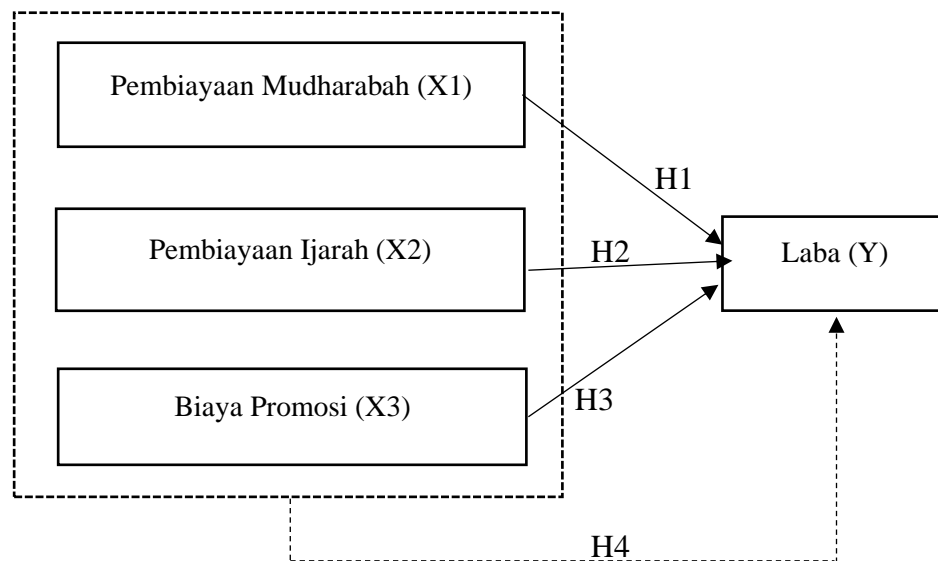 Pembiayaan Mudharabah (X1)
H1
Pembiayaan Ijarah (X2)
H2
Laba (Y)
Biaya Promosi (X3)
H3
H4